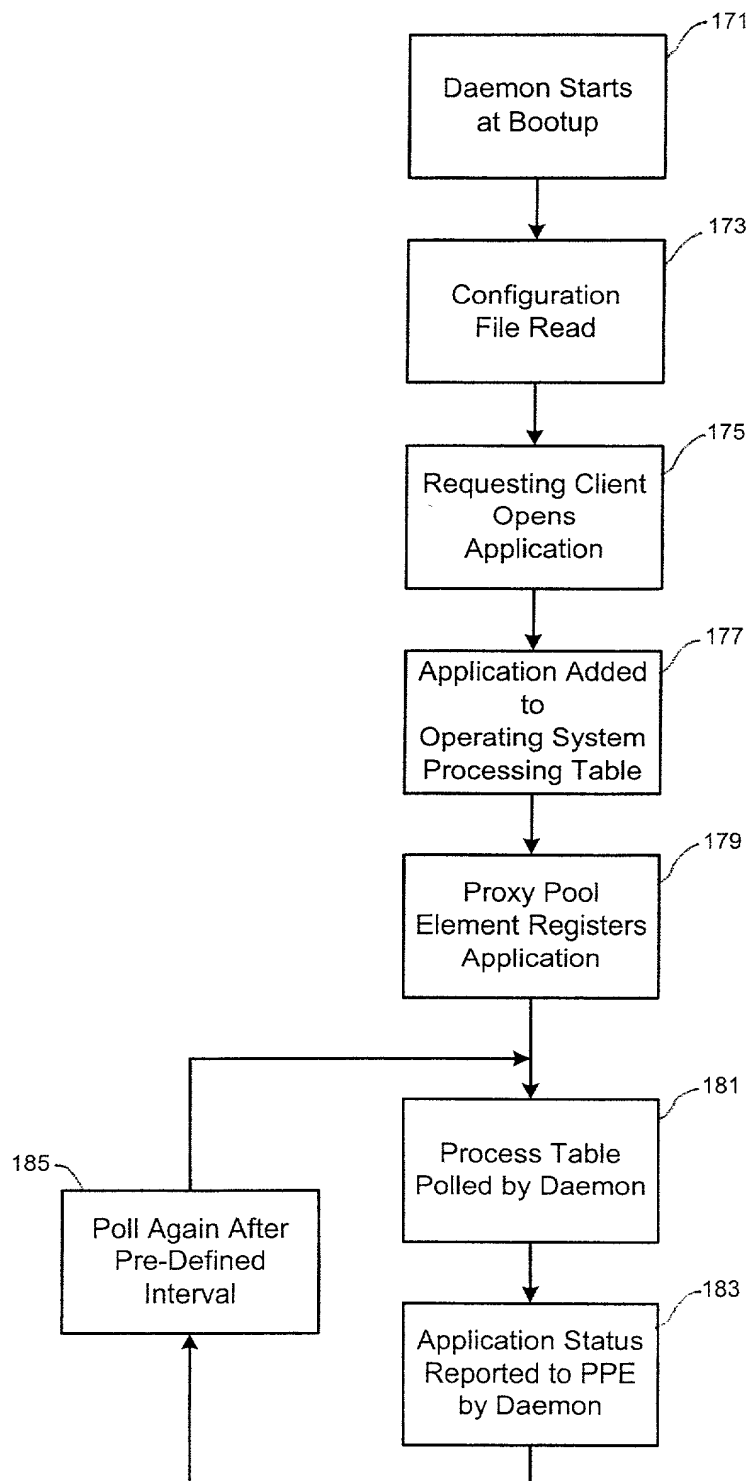 171
Daemon Starts
at Bootup
173
Configuration
File Read
175
Requesting Client
Opens
Application
177
Application Added
to
Operating System
Processing Table
179
Proxy Pool
Element Registers
Application
181
Process Table
Polled by Daemon
185
Poll Again After
Pre-Defined
Interval
183
Application Status
Reported to PPE
by Daemon